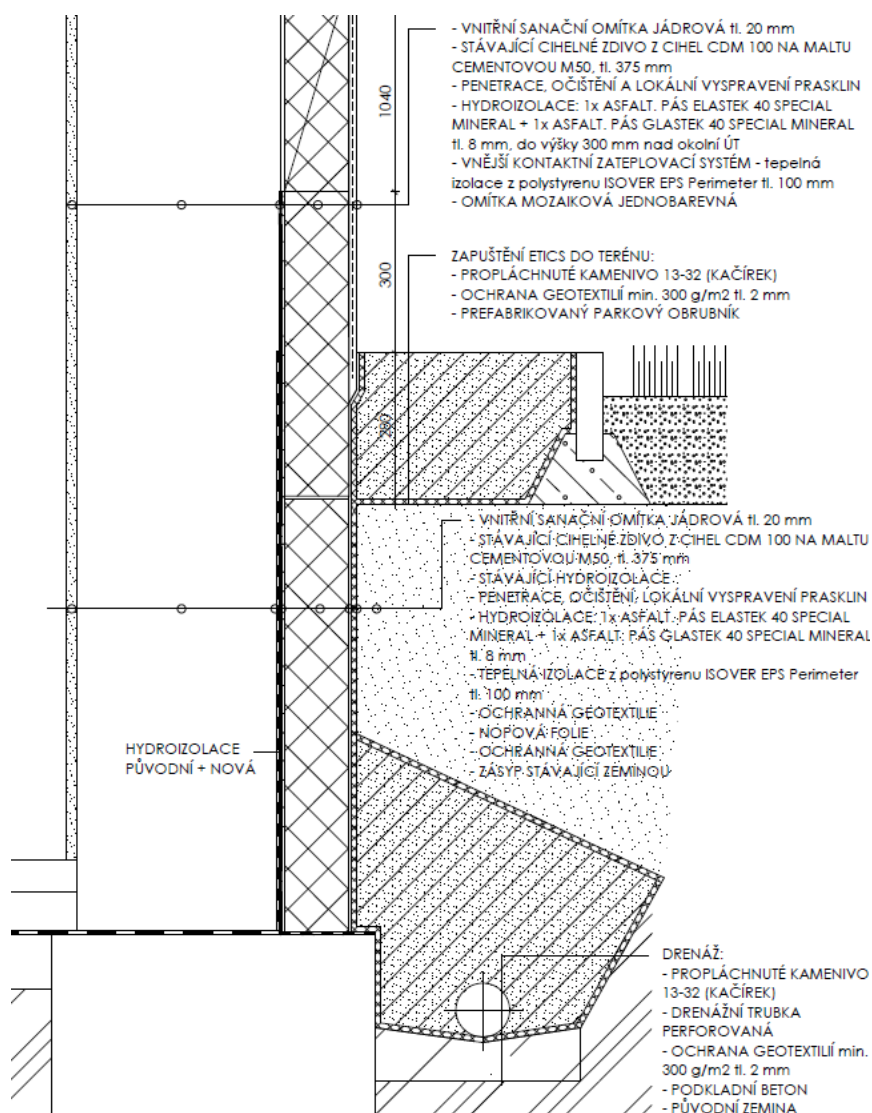 - VNITŘNÍ SANAČNÍ OMÍTKA JÁDROVÁ tl. 20 mm
- STÁVAJÍCÍ CIHELNÉ ZDIVO Z CIHEL CDM 100 NA MALTU
CEMENTOVOU M50, tl. 375 mm
- PENETRACE, OČIŠTĚNÍ A LOKÁLNÍ VYSPRAVENÍ PRASKLIN
- HYDROIZOLACE: 1x ASFALT. PÁS ELASTEK 40 SPECIAL
MINERAL + 1x ASFALT. PÁS GLASTEK 40 SPECIAL MINERAL
tl. 8 mm, do výšky 300 mm nad okolní ÚT
- VNĚJŠÍ KONTAKTNÍ ZATEPLOVACÍ SYSTÉM - tepelná
izolace z polystyrenu ISOVER EPS Perimeter tl. 100 mm
- OMÍTKA MOZAIKOVÁ JEDNOBAREVNÁ
1040
300
280
ZAPUŠTĚNÍ ETICS DO TERÉNU:
- PROPLÁCHNUTÉ KAMENIVO 13-32 (KAČÍREK)
- OCHRANA GEOTEXTILIÍ min. 300 g/m2 tl. 2 mm
- PREFABRIKOVANÝ PARKOVÝ OBRUBNÍK
- VNITŘNÍ SANAČNÍ OMÍTKA JÁDROVÁ tl. 20 mm
- STÁVAJÍCÍ CIHELNÉ ZDIVO Z CIHEL CDM 100 NA MALTU
CEMENTOVOU M50, tl. 375 mm
- STÁVAJÍCÍ HYDROIZOLACE
- PENETRACE, OČIŠTĚNÍ, LOKÁLNÍ VYSPRAVENÍ PRASKLIN
- HYDROIZOLACE: 1x ASFALT. PÁS ELASTEK 40 SPECIAL
MINERAL + 1x ASFALT. PÁS GLASTEK 40 SPECIAL MINERAL
tl. 8 mm
- TEPELNÁ IZOLACE z polystyrenu ISOVER EPS Perimeter
tl. 100 mm
- OCHRANNÁ GEOTEXTILIE
- NOPOVÁ FOLIE
- OCHRANNÁ GEOTEXTILIE
- ZÁSYP STÁVAJÍCÍ ZEMINOU
HYDROIZOLACE
PŮVODNÍ + NOVÁ
DRENÁŽ:
- PROPLÁCHNUTÉ KAMENIVO
13-32 (KAČÍREK)
- DRENÁŽNÍ TRUBKA
PERFOROVANÁ
- OCHRANA GEOTEXTILIÍ min.
300 g/m2 tl. 2 mm
- PODKLADNÍ BETON
- PŮVODNÍ ZEMINA